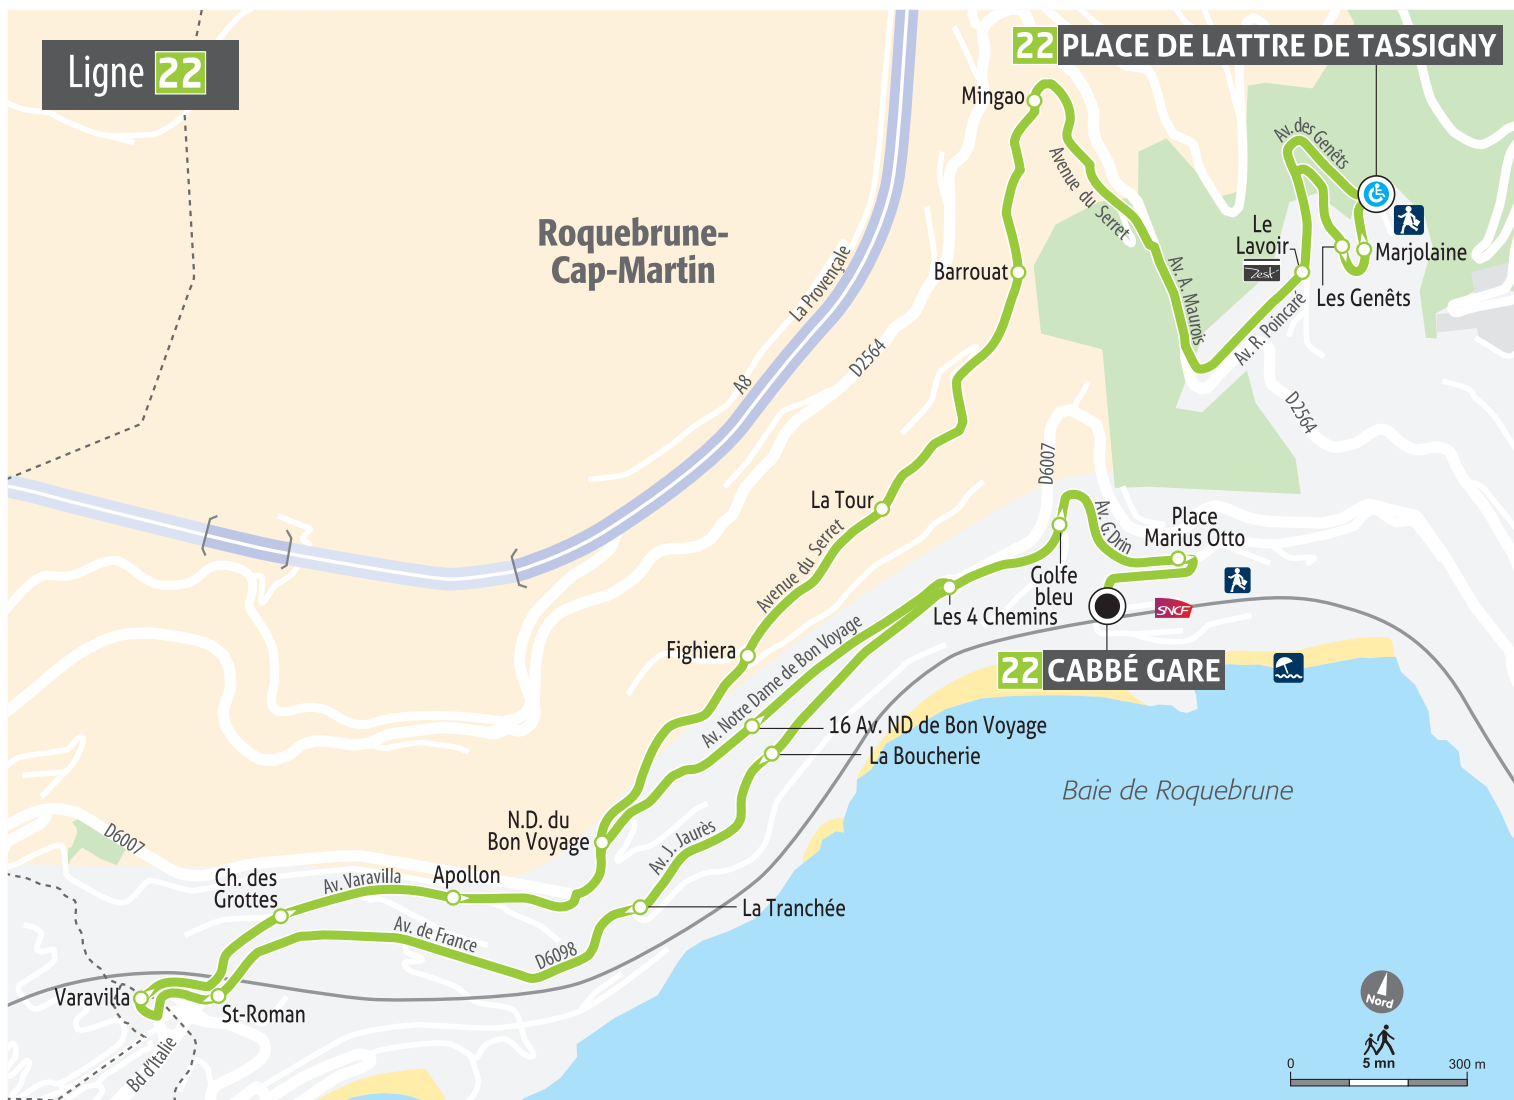 Ligne 22
22 PLACE DE LATTRE DE TASSIGNY
Mingao
Av. des Genêts
Avenue du Serret
Roquebrune-
Cap-Martin
Le
Lavoir
Zest
Marjolaine
Les Genêts
Barrouat
La Provençale
Av. A. Maurois
Av. R. Poincaré
D2564
A8
D2564
D6007
La Tour
Avenue du Serret
Av. G.Drin
Place
Marius Otto
Golfe
bleu
Les 4 Chemins
SNCF
22 CABBÉ GARE
Fighiera
Av. Notre Dame de Bon Voyage
16 Av. ND de Bon Voyage
La Boucherie
Baie de Roquebrune
N.D. du
Bon Voyage
D6007
Av. J. Jaurès
Ch. des
Grottes
Av. Varavilla
Apollon
La Tranchée
Av. de France
D6098
Varavilla
St-Roman
Bd d'Italie
Nord
5 mn
0
300 m